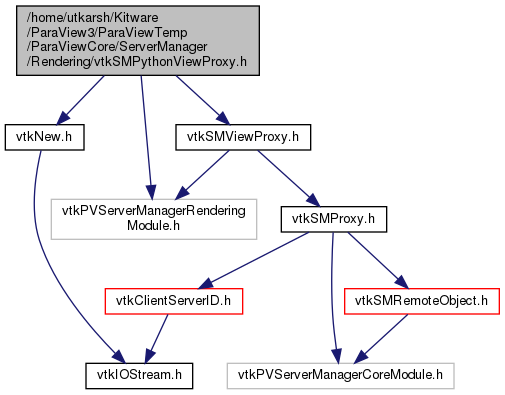 /home/utkarsh/Kitware
/ParaView3/ParaViewTemp
/ParaViewCore/ServerManager
/Rendering/vtkSMPythonViewProxy.h
vtkNew.h
vtkSMViewProxy.h
vtkPVServerManagerRendering
Module.h
vtkSMProxy.h
vtkClientServerID.h
vtkSMRemoteObject.h
vtkIOStream.h
vtkPVServerManagerCoreModule.h